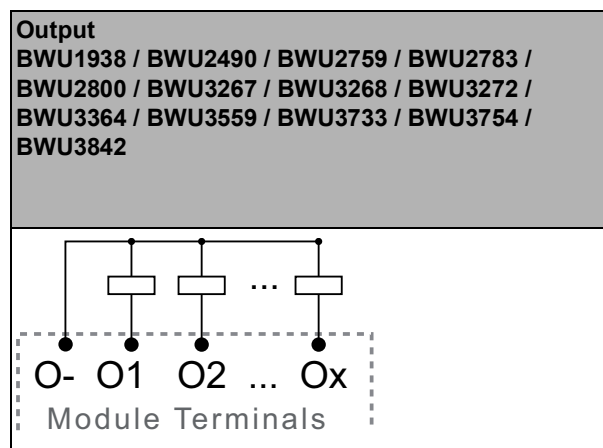 Output
BWU1938 / BWU2490 / BWU2759 / BWU2783 /
BWU2800 / BWU3267 / BWU3268 / BWU3272 /
BWU3364 / BWU3559 / BWU3733 / BWU3754 /
BWU3842
...
O- O1 O2 ... Ox
Module Terminals